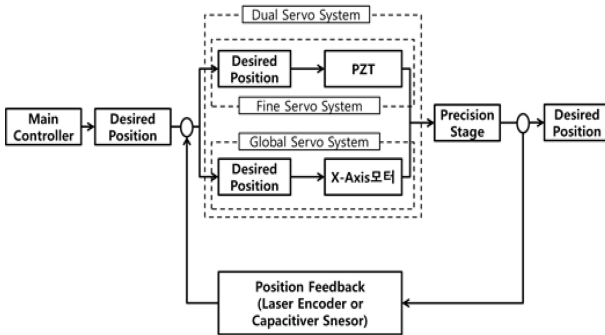 Dual Servo System
Desired
Position
PZT
Fine Servo System
Main
Controller
Desired
Position
Precision
Stage
Desired
Position
Global Servo System
Desired
Position
X-Axis모터
Position Feedback
(Laser Encoder or
Capacitiver Snesor)